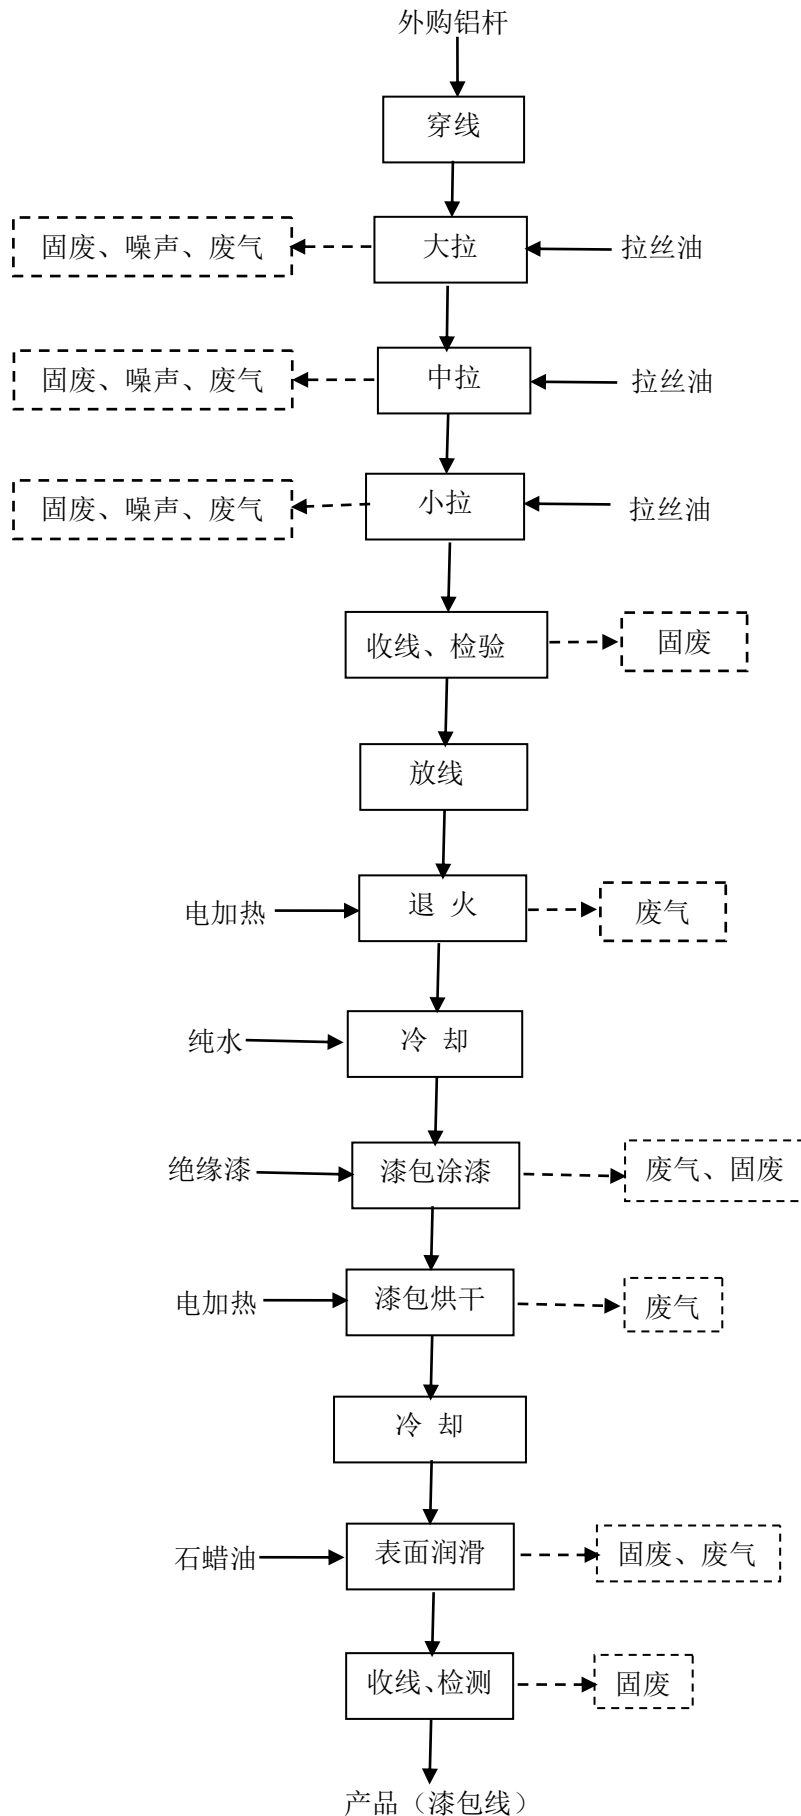 外购铝杆
穿线
固废、噪声、废气
大拉
拉丝油
固废、噪声、废气
中拉
拉丝油
固废、噪声、废气
小拉
拉丝油
收线、检验
固废
放线
电加热
退 火
废气
纯水
冷 却
绝缘漆
漆包涂漆
废气、固废
电加热
漆包烘干
废气
冷 却
石蜡油
表面润滑
固废、废气
收线、检测
固废
产品（漆包线）